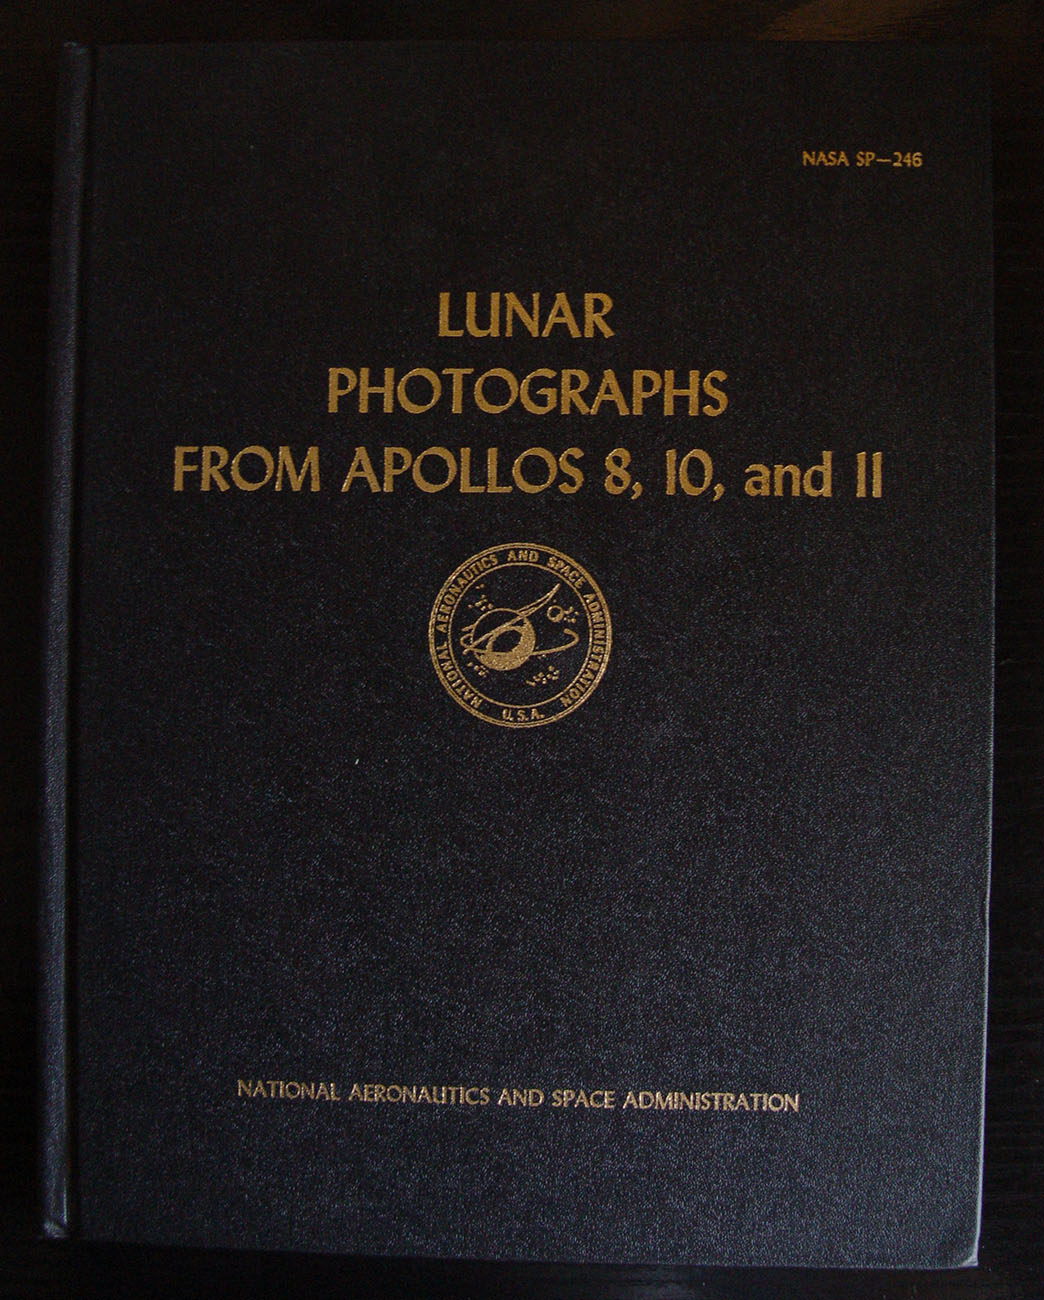 NASA SP—246
LUNAR
PHOTOGRAPHS
FROM APOLLOS 8, 10, and 11
NATIONAL AERONAUTICS AND SPACE ADMINISTRATION
U.S.A.
NATIONAL AERONAUTICS AND SPACE ADMINISTRATION